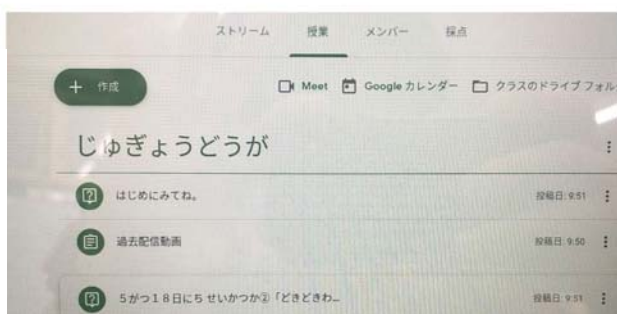 ストリーム 授業 メンバー 採点
+ 作成 Meet Google カレンダー クラスのドライブ フォル
じゅぎょうどうが
はじめにみてね。 投稿日: 9:51
過去配信動画 投稿日: 9:50
5がつ18にち せいかつか②「どきどきわ... 投稿日: 9:51